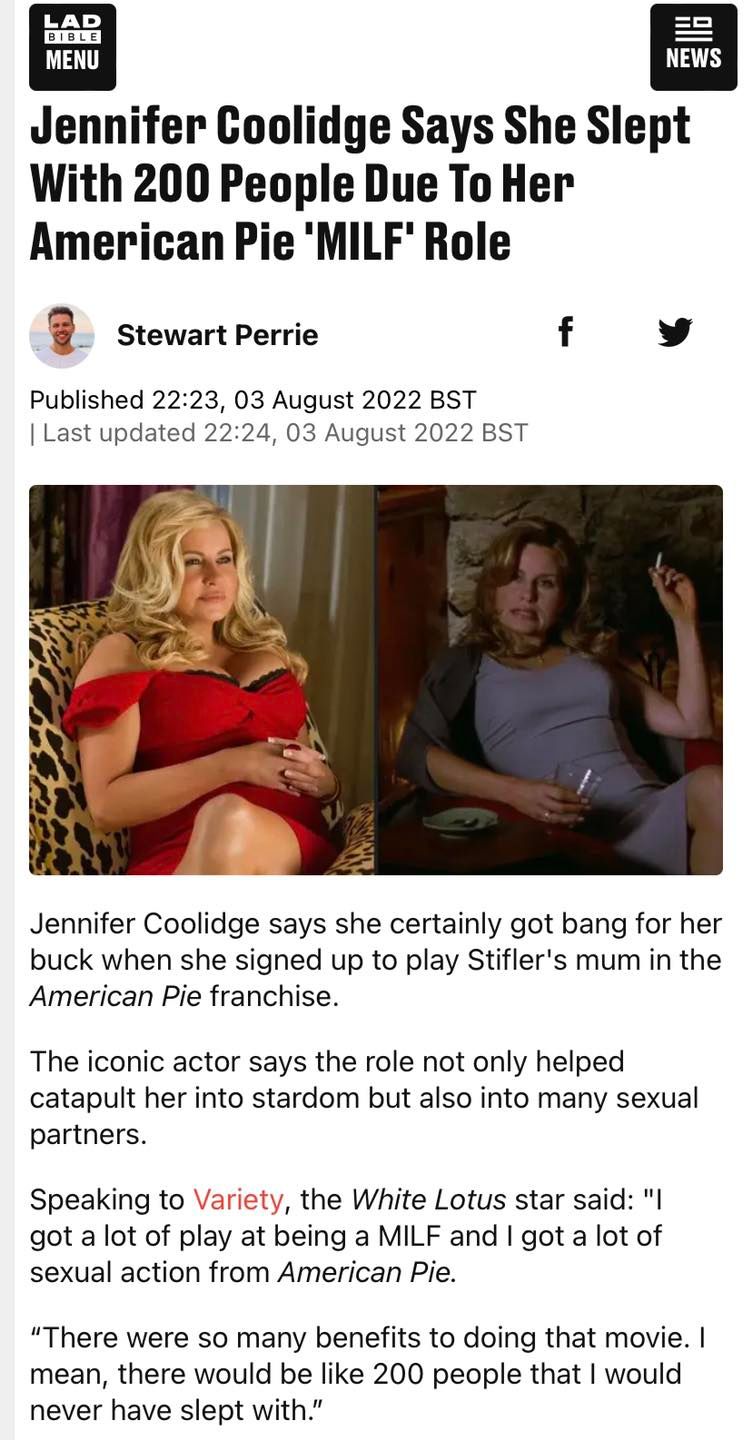 LAD
BIBLE
MENU
NEWS
Jennifer Coolidge Says She Slept
With 200 People Due To Her
American Pie 'MILF' Role
Stewart Perrie
Published 22:23, 03 August 2022 BST
| Last updated 22:24, 03 August 2022 BST
Jennifer Coolidge says she certainly got bang for her
buck when she signed up to play Stifler's mum in the
American Pie franchise.
The iconic actor says the role not only helped
catapult her into stardom but also into many sexual
partners.
Speaking to Variety, the White Lotus star said: "I
got a lot of play at being a MILF and I got a lot of
sexual action from American Pie.
“There were so many benefits to doing that movie. I
mean, there would be like 200 people that I would
never have slept with.”